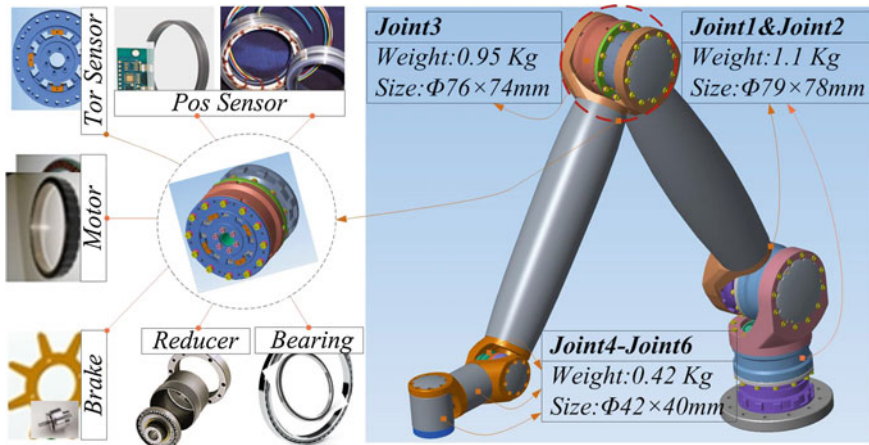 Tor Sensor
Pos Sensor
Motor
Brake
Reducer
Bearing
Joint3
Weight:0.95 Kg
Size:Φ76×74mm
Joint1&Joint2
Weight:1.1 Kg
Size:Φ79×78mm
Joint4-Joint6
Weight:0.42 Kg
Size:Φ42×40mm